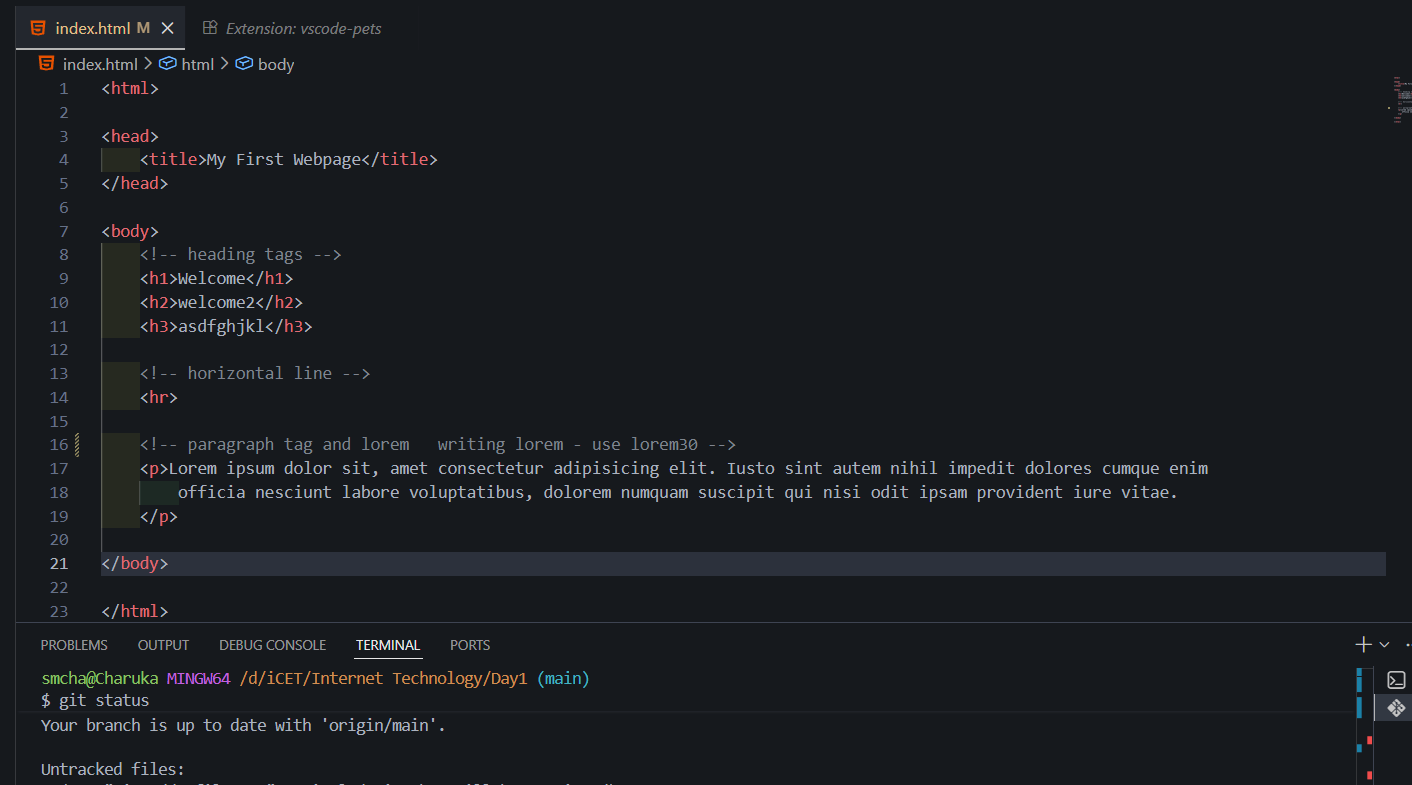 index.html M
Extension: vscode-pets
index.html > html > body
1 <html>
2
3 <head>
4 <title>My First Webpage</title>
5 </head>
6
7 <body>
8 <!-- heading tags -->
9 <h1>Welcome</h1>
10 <h2>welcome2</h2>
11 <h3>asdfghjkl</h3>
12
13 <!-- horizontal line -->
14 <hr>
15
16 <!-- paragraph tag and lorem   writing lorem - use lorem30 -->
17 <p>Lorem ipsum dolor sit, amet consectetur adipisicing elit. Iusto sint autem nihil impedit dolores cumque enim
18 officia nesciunt labore voluptatibus, dolorem numquam suscipit qui nisi odit ipsam provident iure vitae.
19 </p>
20
21 </body>
22
23 </html>
PROBLEMS OUTPUT DEBUG CONSOLE TERMINAL PORTS
smcha@Charuka MINGW64 /d/iCET/Internet Technology/Day1 (main)
$ git status
Your branch is up to date with 'origin/main'.
Untracked files: